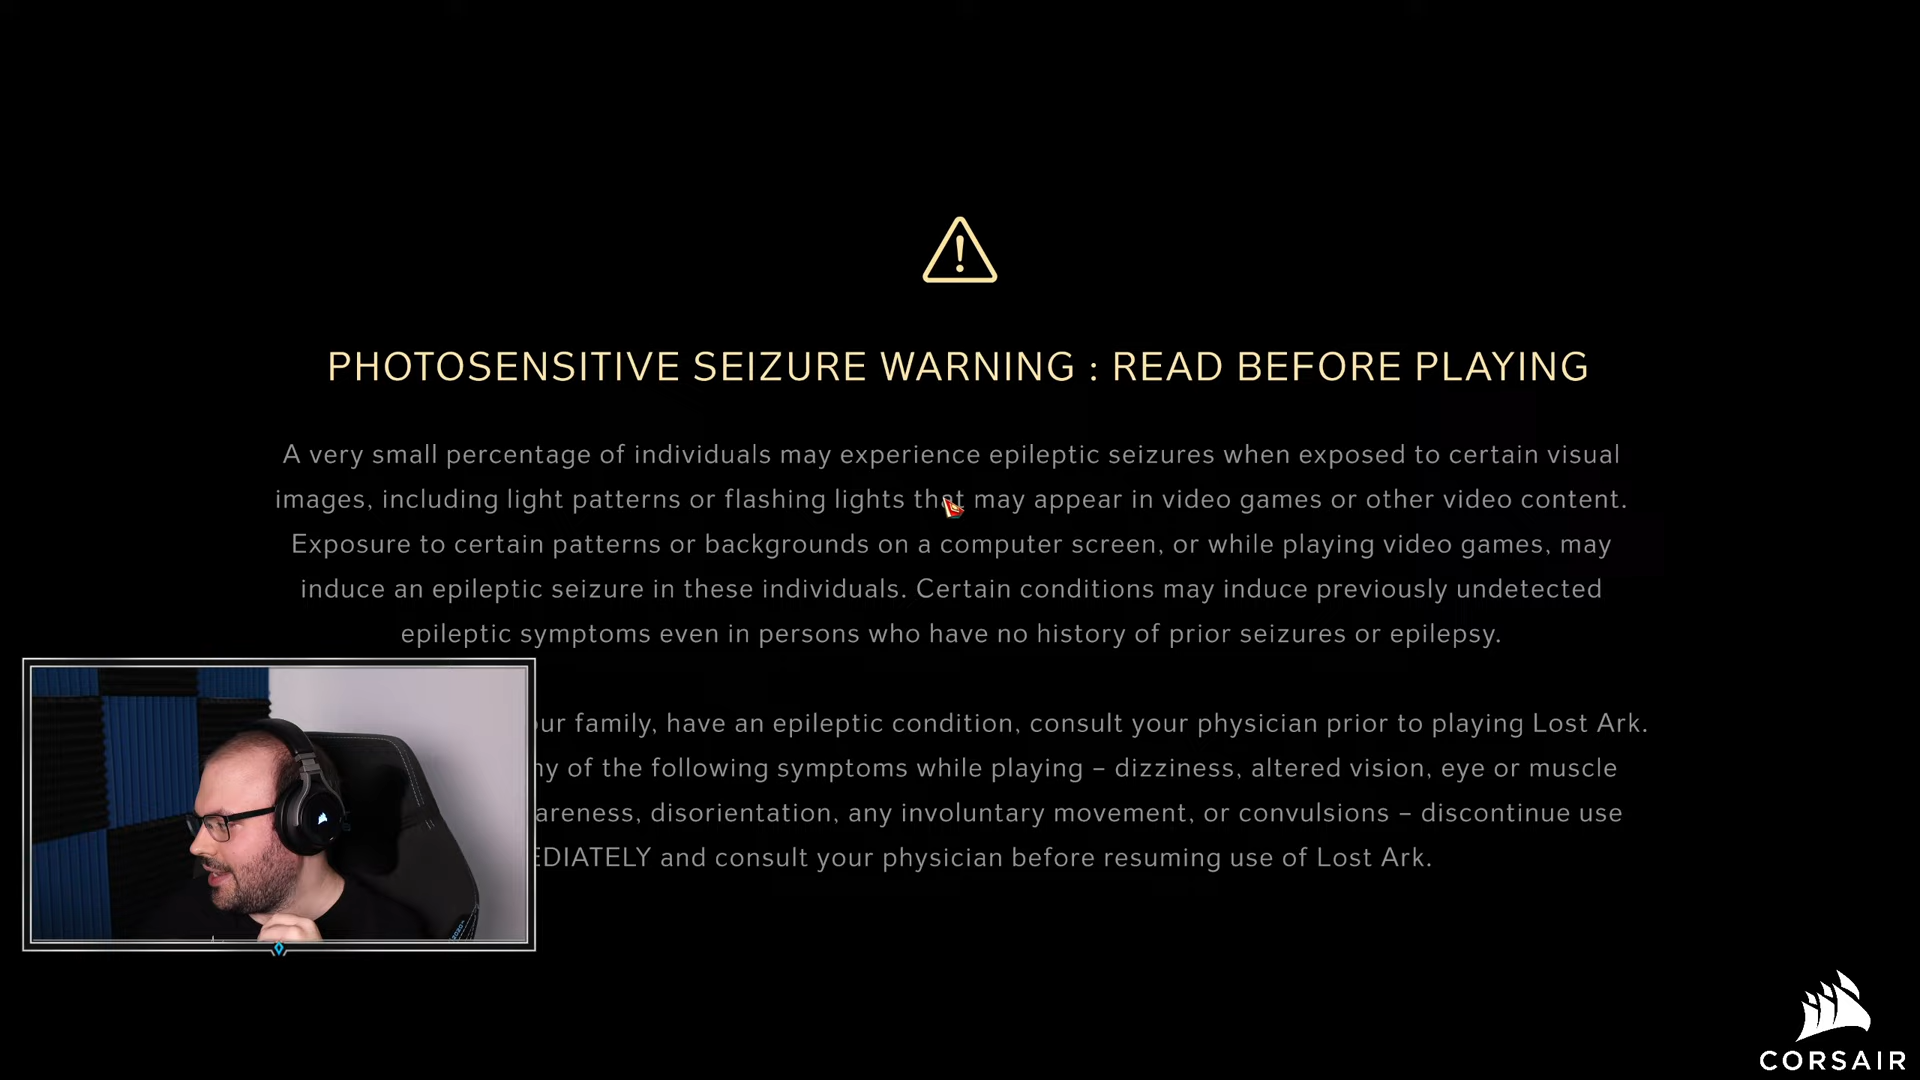 PHOTOSENSITIVE SEIZURE WARNING : READ BEFORE PLAYING
A very small percentage of individuals may experience epileptic seizures when exposed to certain visual
images, including light patterns or flashing lights that may appear in video games or other video content.
Exposure to certain patterns or backgrounds on a computer screen, or while playing video games, may
induce an epileptic seizure in these individuals. Certain conditions may induce previously undetected
epileptic symptoms even in persons who have no history of prior seizures or epilepsy.
family, have an epileptic condition, consult your physician prior to playing Lost Ark.
of the following symptoms while playing – dizziness, altered vision, eye or muscle
disorientation, any involuntary movement, or convulsions – discontinue use
and consult your physician before resuming use of Lost Ark.
CORSAIR